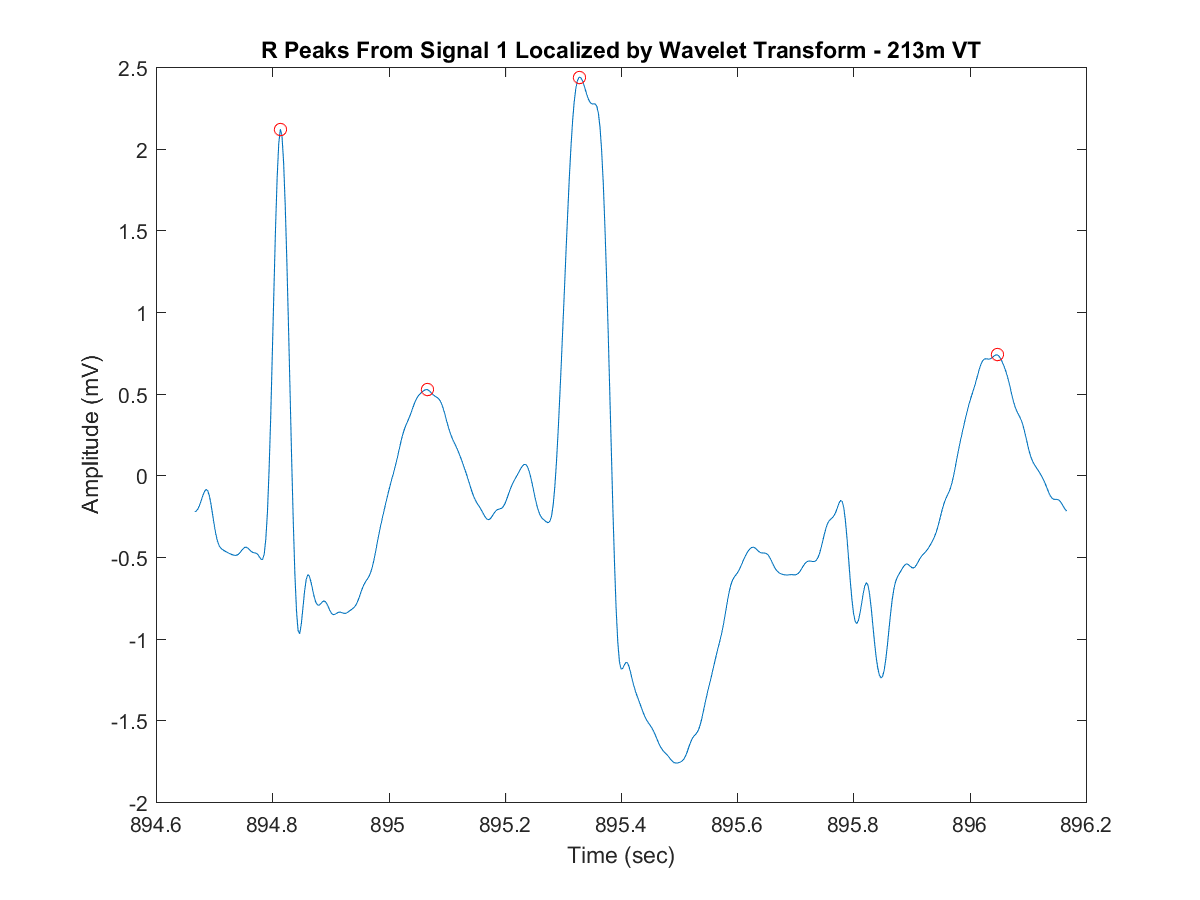 R Peaks From Signal 1 Localized by Wavelet Transform - 213m VT
2.5
2
1.5
1
0.5
0
-0.5
-1
-1.5
-2
Amplitude (mV)
894.6 894.8 895 895.2 895.4 895.6 895.8 896 896.2
Time (sec)